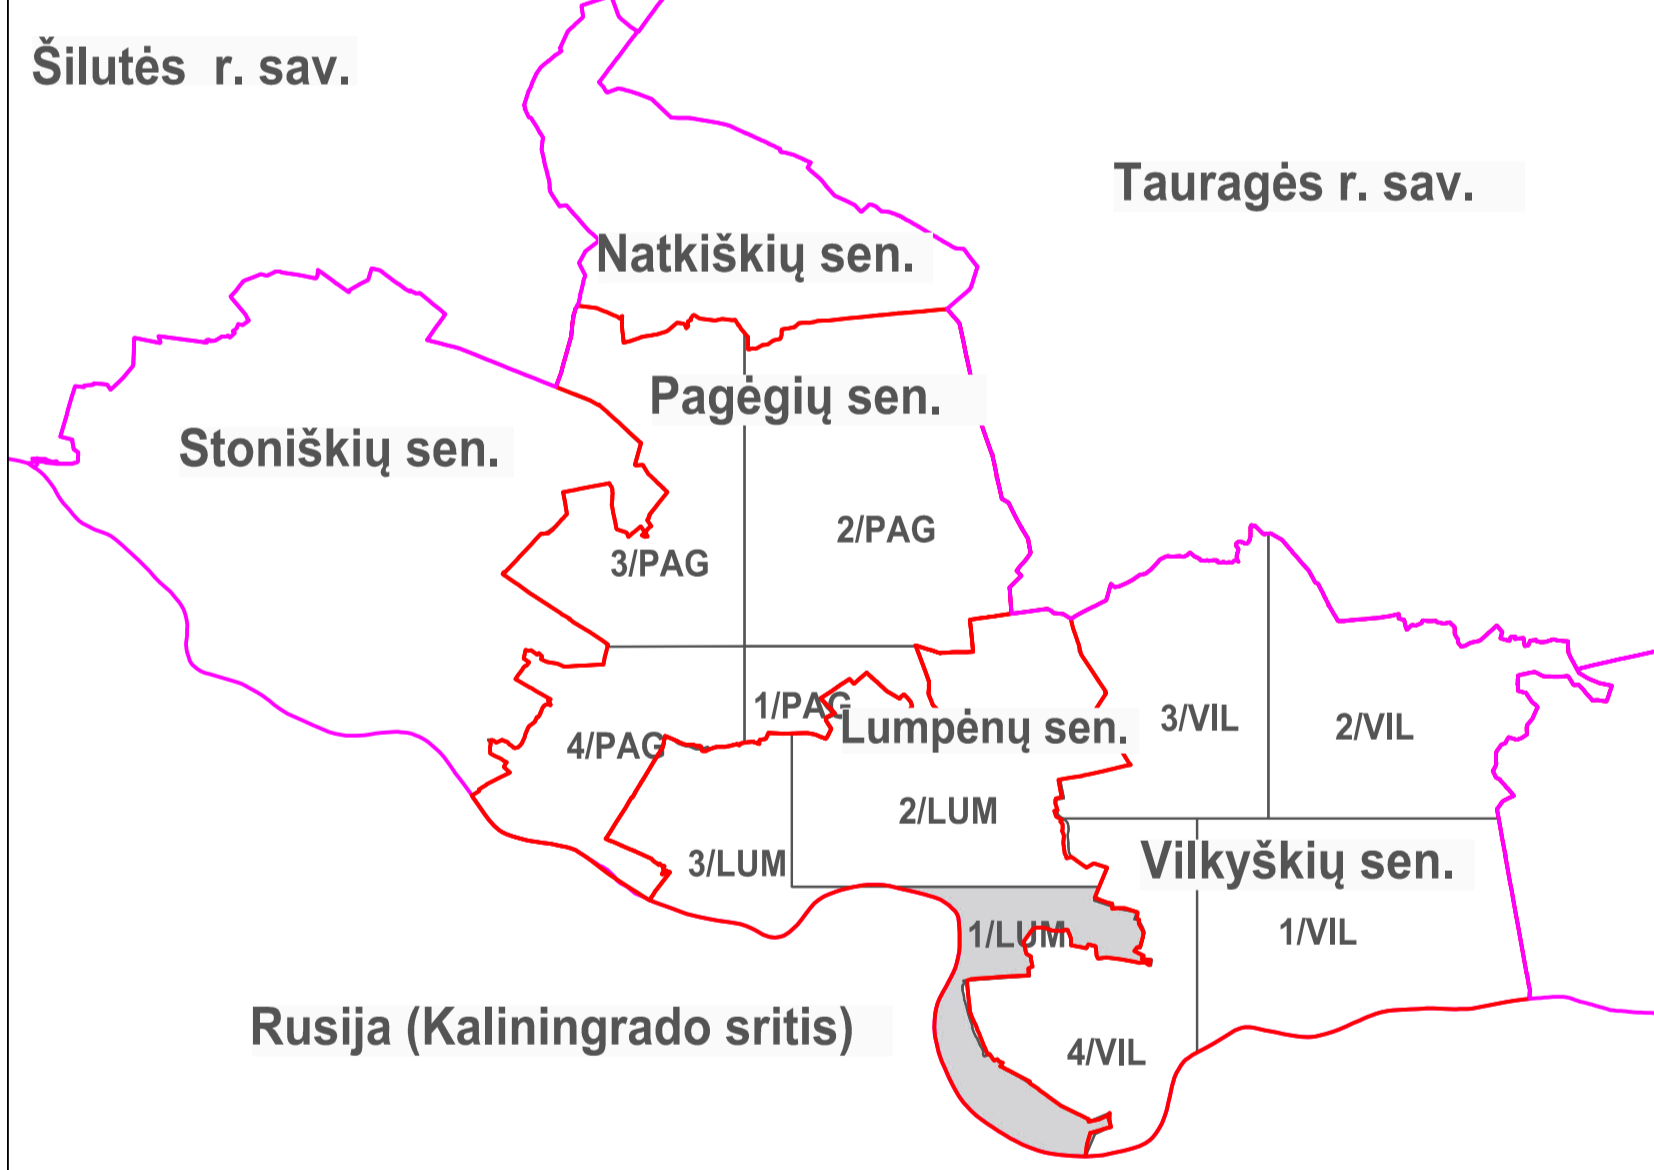 Šilutės r. sav.
Tauragės r. sav.
Natkiškių sen.
Pagėgių sen.
Stoniškių sen.
2/PAG
3/PAG
1/PAG
3/VIL
2/VIL
Lumpėnų sen.
4/PAG
2/LUM
3/LUM
Vilkyškių sen.
1/LUM
1/VIL
Rusija (Kaliningrado sritis)
4/VIL